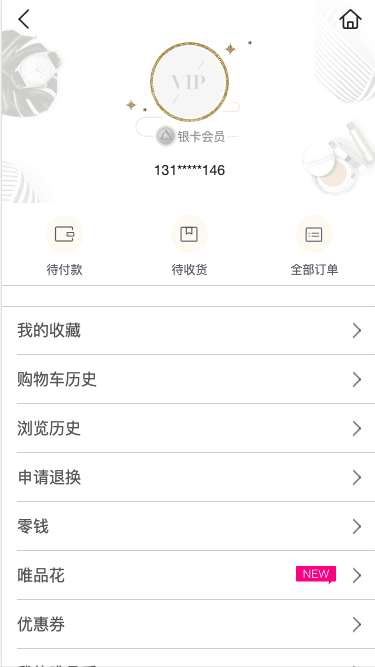 VIP
银卡会员
131*****146
待付款
待收货
全部订单
我的收藏
购物车历史
浏览历史
申请退换
零钱
唯品花
NEW
优惠券